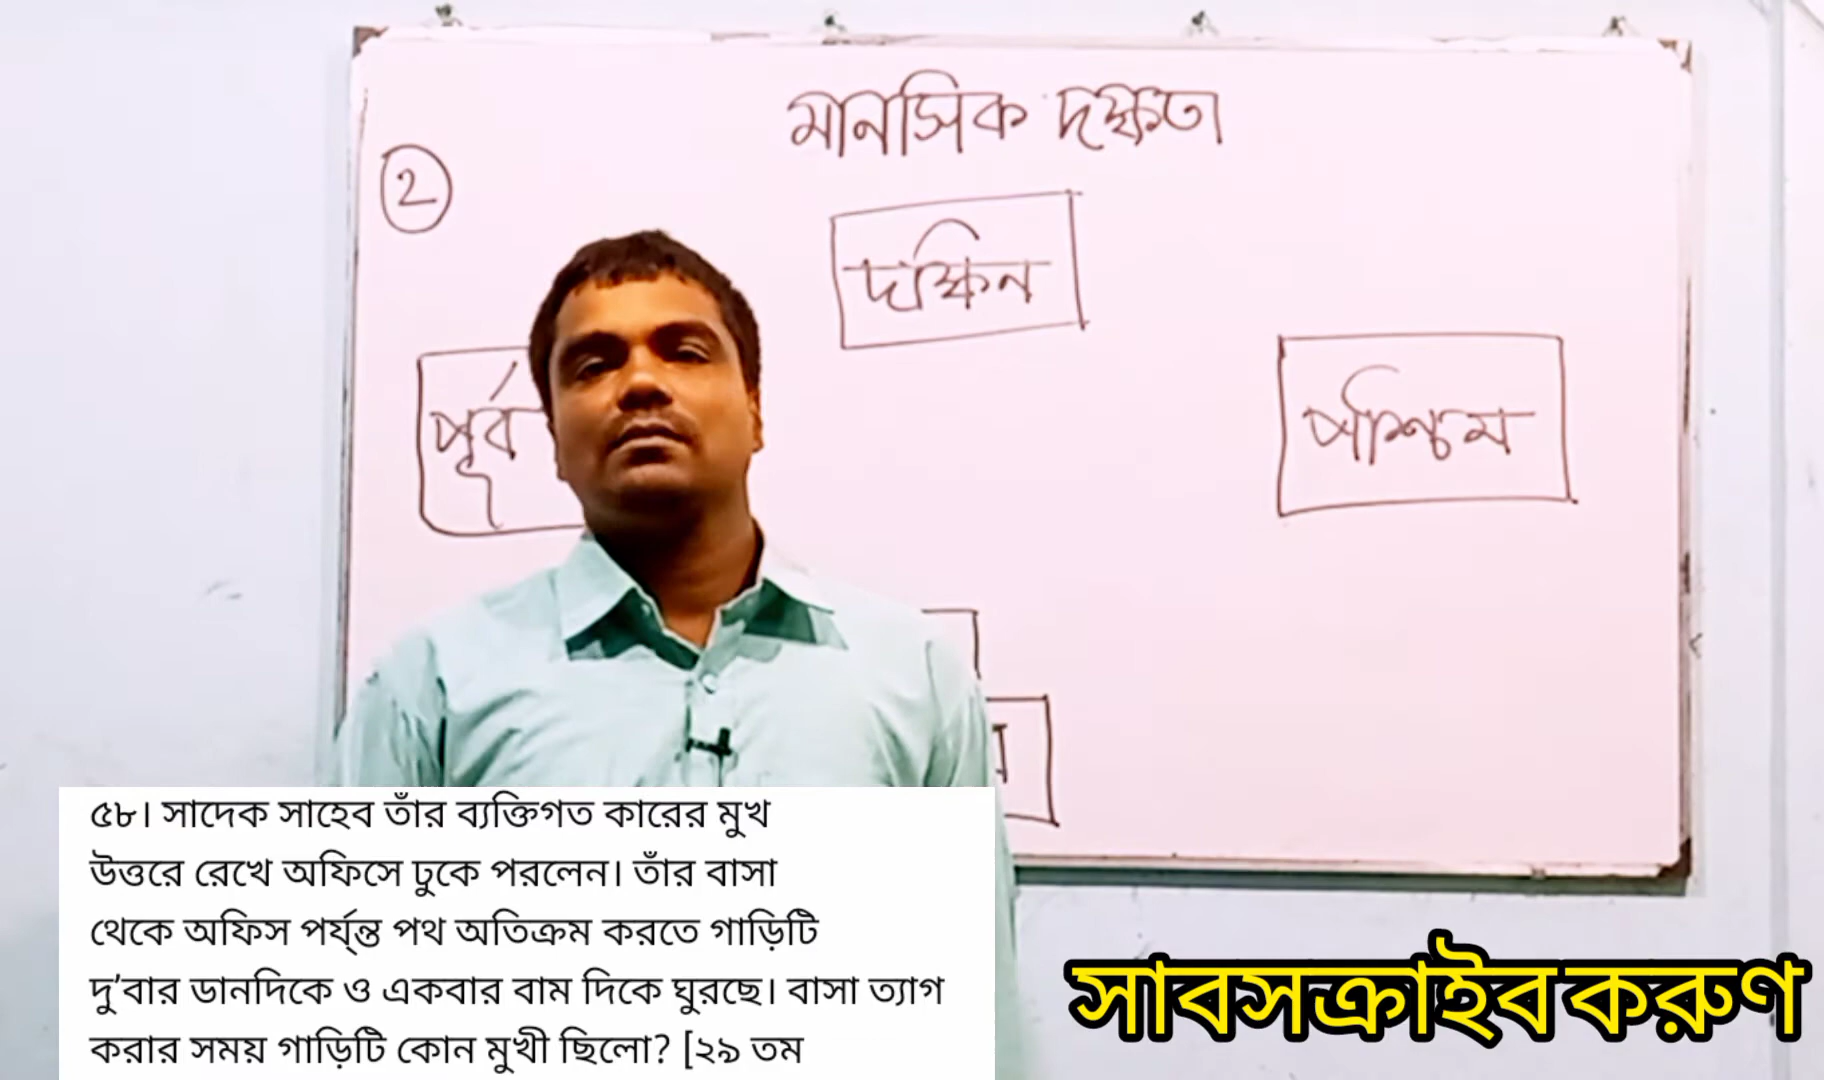 মানসিক দক্ষতা
2
দক্ষিন
পূর্ব
পশ্চিম
৫৮। সাদেক সাহেব তাঁর ব্যক্তিগত কারের মুখ
উত্তরে রেখে অফিসে ঢুকে পরলেন। তাঁর বাসা
থেকে অফিস পর্য্ন্ত পথ অতিক্রম করতে গাড়িটি
দু’বার ডানদিকে ও একবার বাম দিকে ঘুরছে। বাসা ত্যাগ
করার সময় গাড়িটি কোন মুখী ছিলো? [২৯ তম
সাবসক্রাইব করুণ